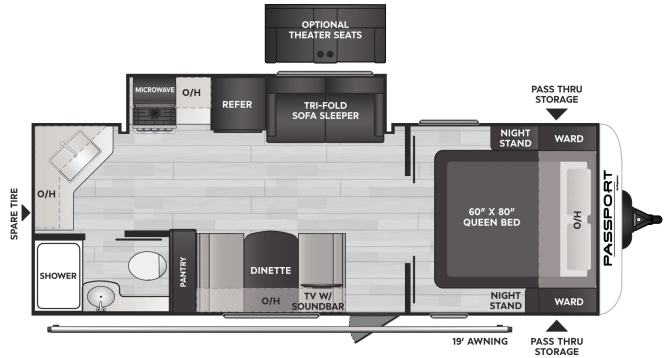 OPTIONAL
THEATER SEATS
MICROWAVE
O/H
REFER
TRI-FOLD
SOFA SLEEPER
PASS THRU
STORAGE
NIGHT
STAND
WARD
O/H
SPARE TIRE
60" X 80"
QUEEN BED
O/H
PASSPORT
SHOWER
PANTRY
DINETTE
O/H
TV W/
SOUNDBAR
NIGHT
STAND
WARD
19' AWNING
PASS THRU
STORAGE